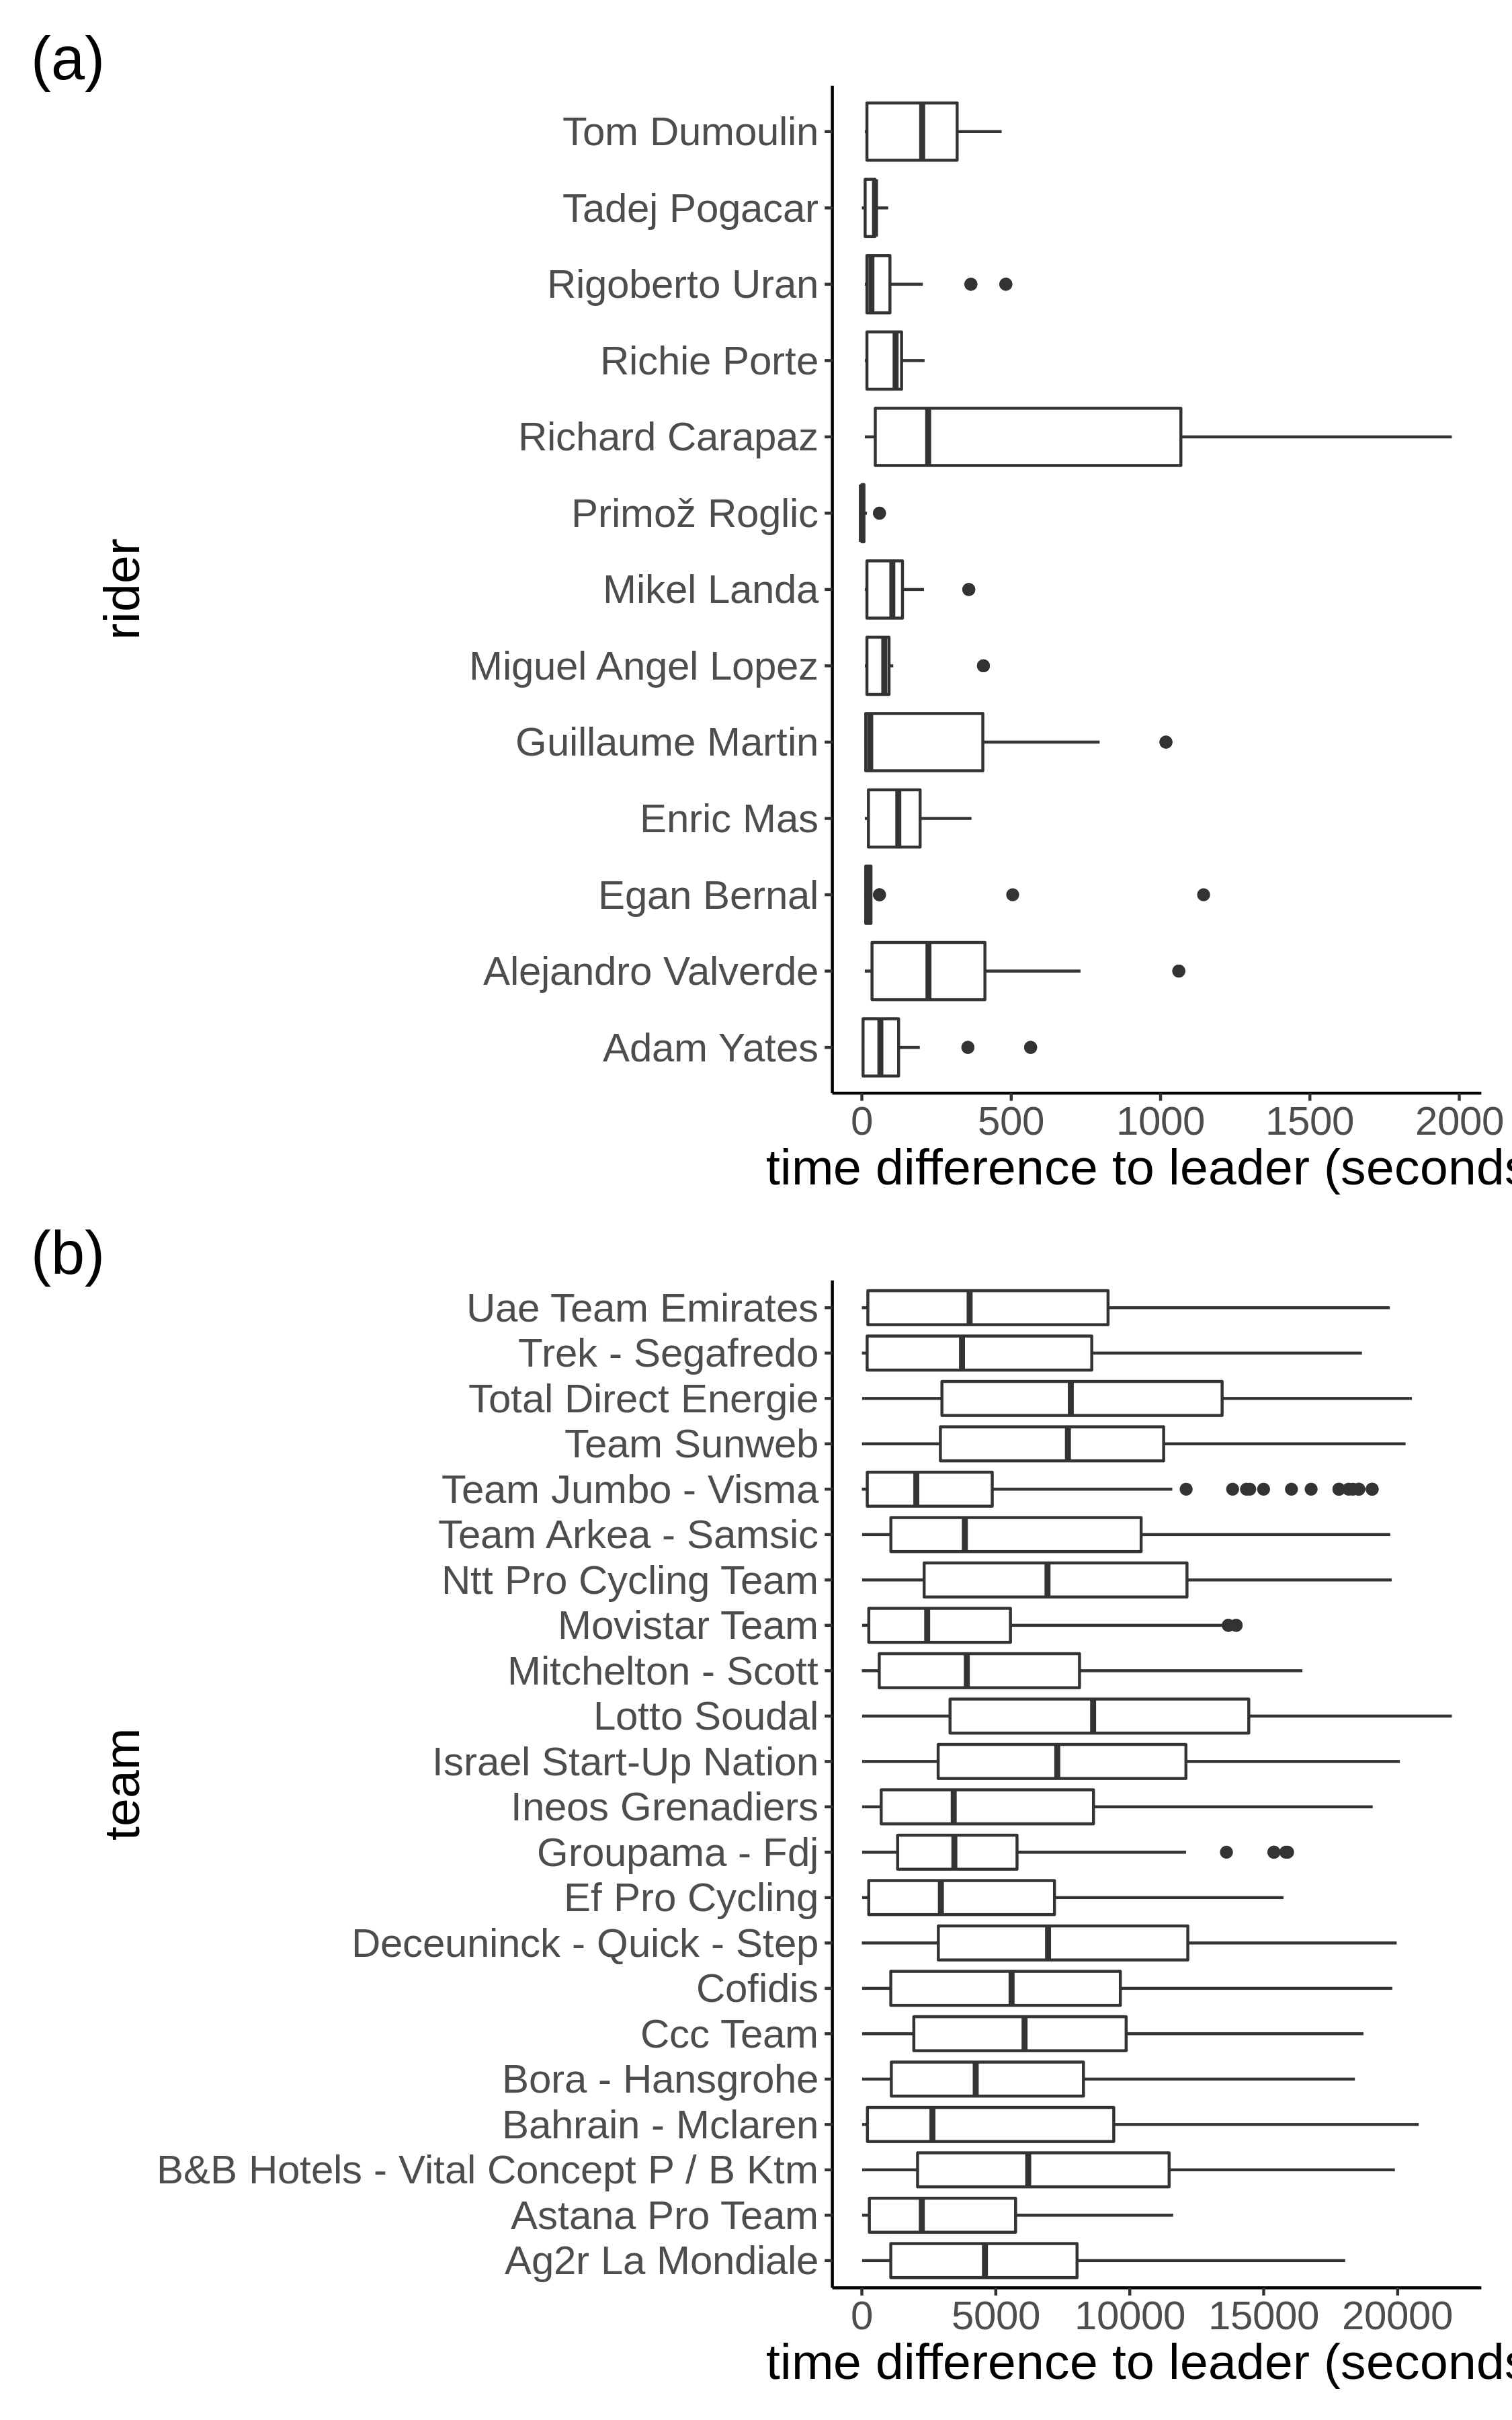 (a)
rider
Tom Dumoulin
Tadej Pogacar
Rigoberto Uran
Richie Porte
Richard Carapaz
Primož Roglic
Mikel Landa
Miguel Angel Lopez
Guillaume Martin
Enric Mas
Egan Bernal
Alejandro Valverde
Adam Yates
0 500 1000 1500 2000
time difference to leader (seconds
(b)
team
Uae Team Emirates
Trek - Segafredo
Total Direct Energie
Team Sunweb
Team Jumbo - Visma
Team Arkea - Samsic
Ntt Pro Cycling Team
Movistar Team
Mitchelton - Scott
Lotto Soudal
Israel Start-Up Nation
Ineos Grenadiers
Groupama - Fdj
Ef Pro Cycling
Deceuninck - Quick - Step
Cofidis
Ccc Team
Bora - Hansgrohe
Bahrain - Mclaren
B&B Hotels - Vital Concept P / B Ktm
Astana Pro Team
Ag2r La Mondiale
0 5000 10000 15000 20000
time difference to leader (seconds